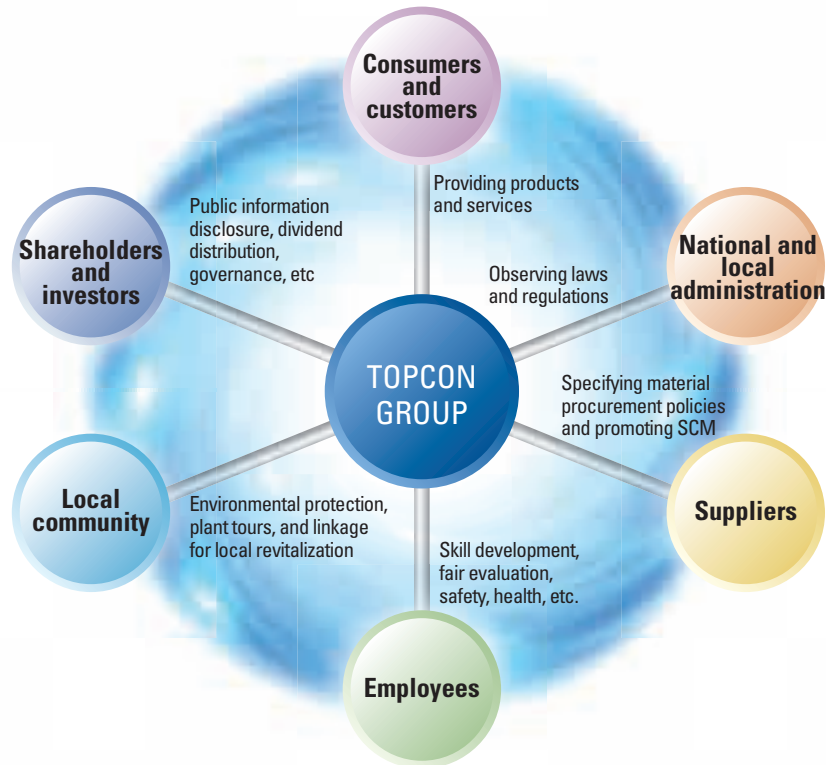 Consumers
and
customers
Providing products
and services
Public information
disclosure, dividend
distribution,
governance, etc
Shareholders
and
investors
National and
local
administration
Observing laws
and regulations
TOPCON
GROUP
Specifying material
procurement policies
and promoting SCM
Local
community
Environmental protection,
plant tours, and linkage
for local revitalization
Suppliers
Skill development,
fair evaluation,
safety, health, etc.
Employees